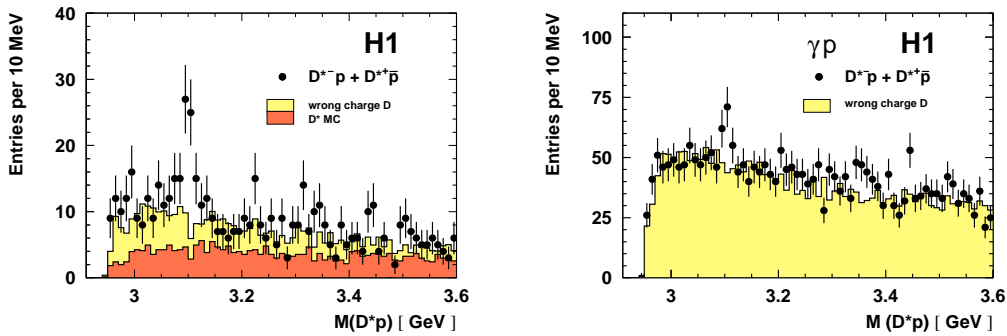 Entries per 10 MeV
40
30
20
10
0
H1
D*⁻p + D*⁺p̄
wrong charge D
D* MC
3
3.2
3.4
3.6
M(D*p) [ GeV ]
Entries per 10 MeV
100
75
50
25
0
γp
H1
D*⁻p + D*⁺p̄
wrong charge D
3
3.2
3.4
3.6
M (D*p) [ GeV ]